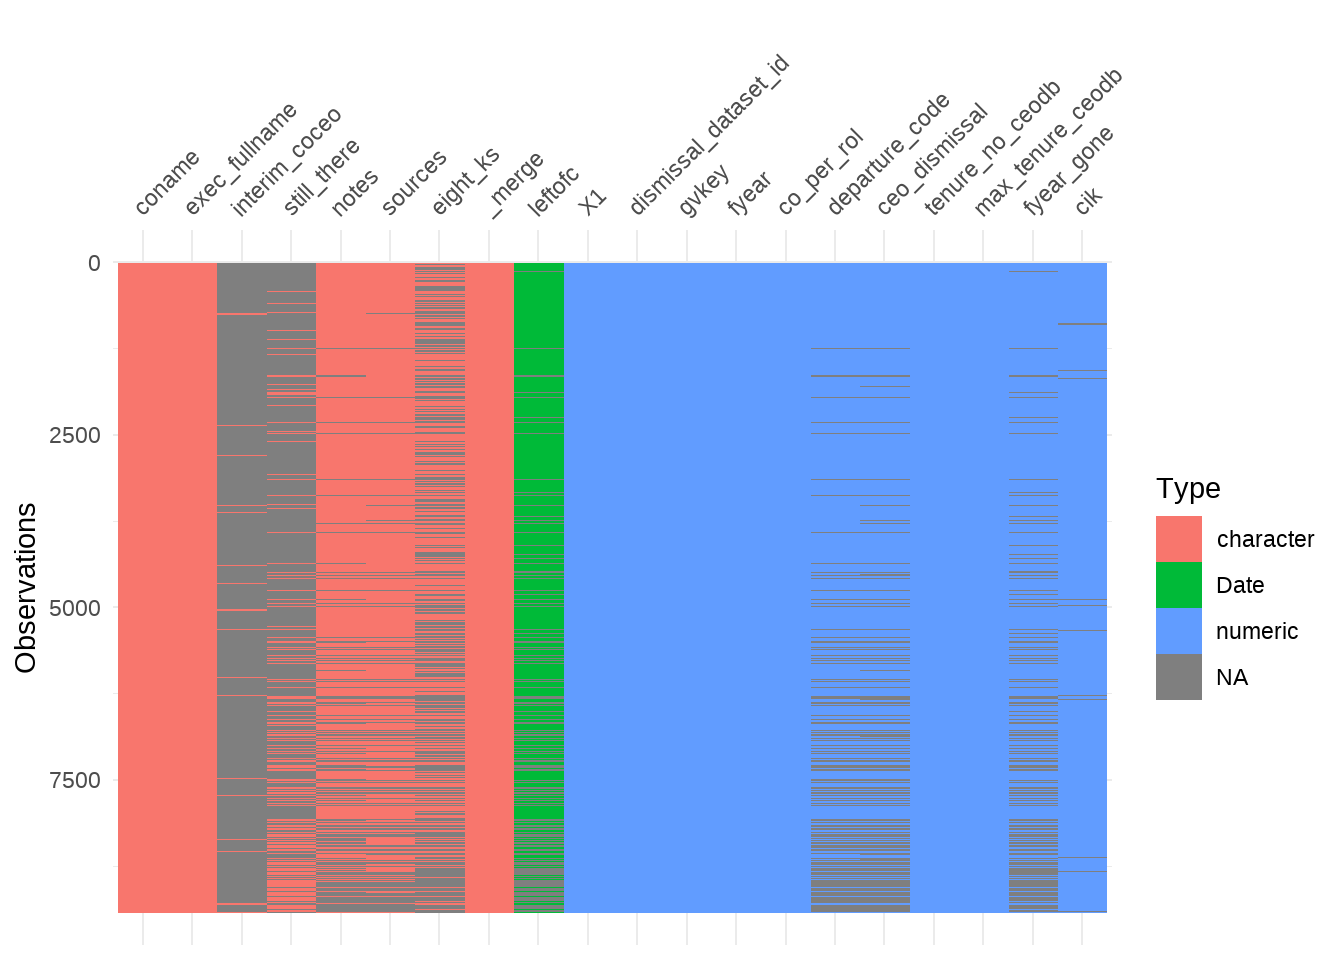 coname
exec_fullname
interim_coceo
still_there
notes
sources
eight_ks
_merge
leftofc
X1
dismissal_dataset_id
gvkey
fyear
co_per_rol
departure_code
ceo_dismissal
tenure_no_ceodb
max_tenure_ceodb
fyear_gone
cik
0
2500
5000
7500
Observations
Type
character
Date
numeric
NA